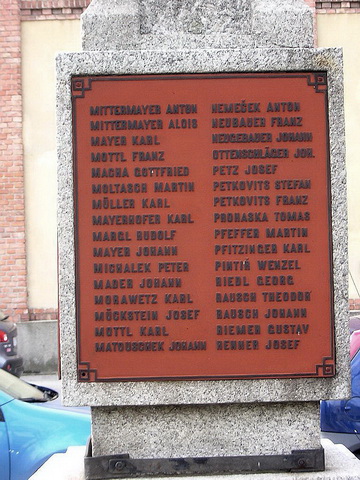 MITTERMAYER ANTON
MITTERMAYER ALOIS
MAYER KARL
MOTTL FRANZ
MACHA GOTTFRIED
MOLTASCH MARTIN
MÜLLER KARL
MAYERHOFER KARL
MARGL RUDOLF
MAYER JOHANN
MICHALEK PETER
MADER JOHANN
MORAWETZ KARL
MÖCKSTEIN JOSEF
MOTTL KARL
MATOUSCHEK JOHANN
NEMEČEK ANTON
NEUBAUER FRANZ
NEUGEBAUER JOHANN
OTTENSCHLÄGER JOH.
PETZ JOSEF
PETKOVITS STEFAN
PETKOVITS FRANZ
PROHASKA TOMAS
PFEFFER MARTIN
PFITZINGER KARL
PINTIŘ WENZEL
RIEDL GEORG
RAUSCH THEODOR
RAUSCH JOHANN
RIEMER GUSTAV
RENNER JOSEF